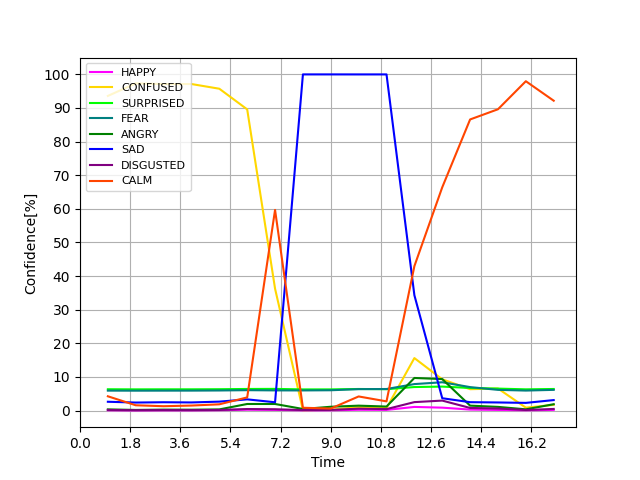 HAPPY
CONFUSED
SURPRISED
FEAR
ANGRY
SAD
DISGUSTED
CALM
100
90
80
70
60
50
40
30
20
10
0
Confidence[%]
0.0 1.8 3.6 5.4 7.2 9.0 10.8 12.6 14.4 16.2
Time